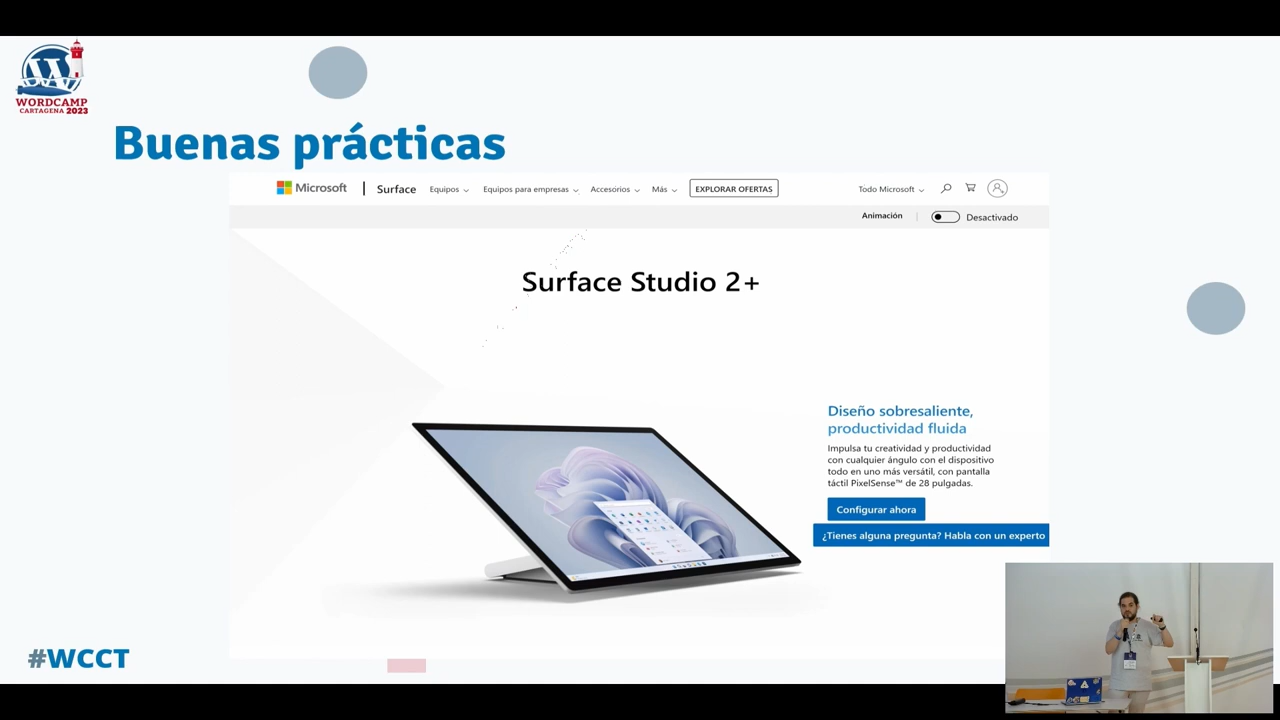 WORDCAMP
CARTAGENA 2023
Buenas prácticas
Microsoft
Surface
Equipos
Equipos para empresas
Accesorios
Más
EXPLORAR OFERTAS
Todo Microsoft
Animación
Desactivado
Surface Studio 2+
Diseño sobresaliente,
productividad fluida
Impulsa tu creatividad y productividad
con cualquier ángulo con el dispositivo
todo en uno más versátil, con pantalla
táctil PixelSense™ de 28 pulgadas.
Configurar ahora
¿Tienes alguna pregunta? Habla con un experto
#WCCT